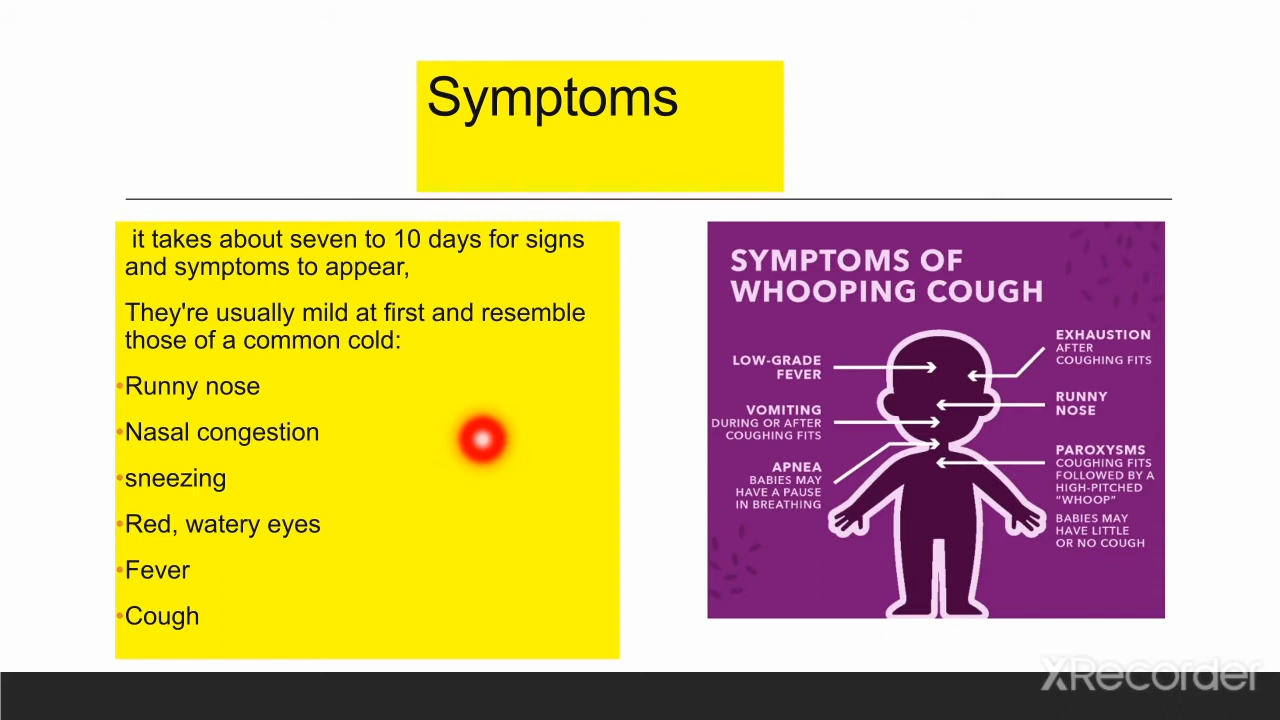 Symptoms
it takes about seven to 10 days for signs
and symptoms to appear,
They're usually mild at first and resemble
those of a common cold:
•Runny nose
•Nasal congestion
•sneezing
•Red, watery eyes
•Fever
•Cough
SYMPTOMS OF
WHOOPING COUGH
LOW-GRADE
FEVER
VOMITING
DURING OR AFTER
COUGHING FITS
APNEA
BABIES MAY
HAVE A PAUSE
IN BREATHING
EXHAUSTION
AFTER
COUGHING FITS
RUNNY
NOSE
PAROXYSMS
COUGHING FITS
FOLLOWED BY A
HIGH-PITCHED
"WHOOP"
BABIES MAY
HAVE LITTLE
OR NO COUGH
XRecorder